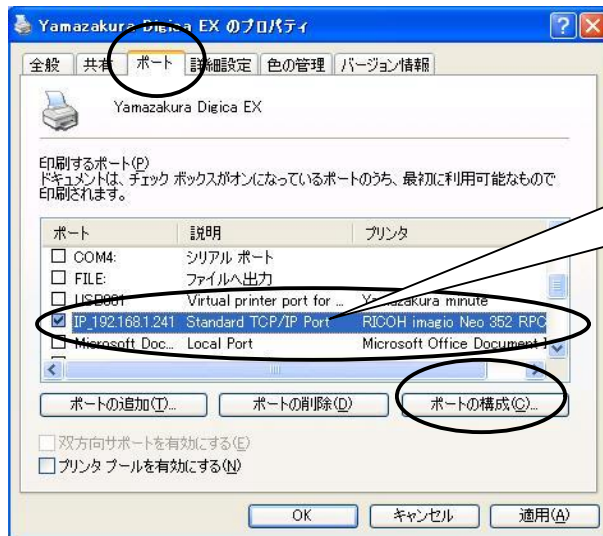 Yamazakura Digica EX のプロパティ
全般 共有 ポート 詳細設定 色の管理 バージョン情報
Yamazakura Digica EX
印刷するポート(P)
ドキュメントは、チェック ボックスがオンになっているポートのうち、最初に利用可能なもので
印刷されます。
ポート 説明 プリンタ
COM4: シリアル ポート
FILE: ファイルへ出力
USB001 Virtual printer port for ... Yamazakura minute
IP_192.168.1.241 Standard TCP/IP Port RICOH imagio Neo 352 RPC
Microsoft Doc... Local Port Microsoft Office Document
ポートの追加(T)... ポートの削除(D) ポートの構成(C)...
双方向サポートを有効にする(E)
プリンタ プールを有効にする(N)
OK キャンセル 適用(A)